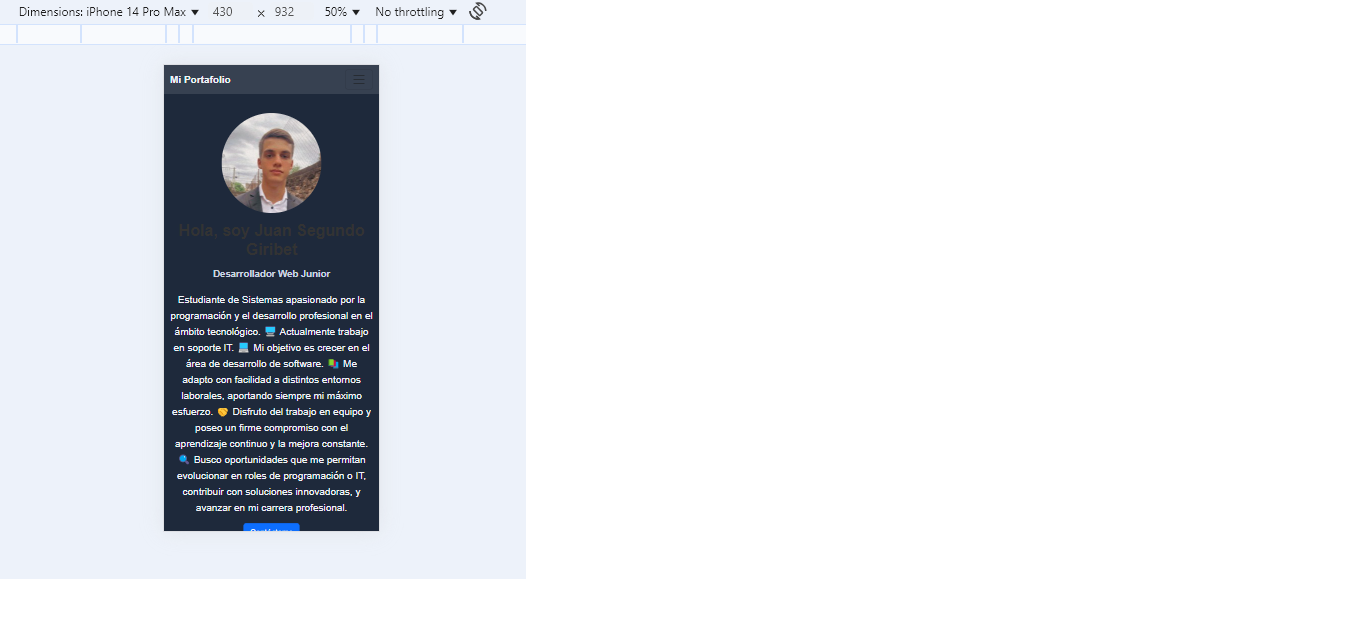 Dimensions: iPhone 14 Pro Max ▼ 430 × 932 50% ▼ No throttling ▼
Mi Portafolio
Hola, soy Juan Segundo
Giribet
Desarrollador Web Junior
Estudiante de Sistemas apasionado por la
programación y el desarrollo profesional en el
ámbito tecnológico. 💻 Actualmente trabajo
en soporte IT. 💻 Mi objetivo es crecer en el
área de desarrollo de software. 📚 Me
adapto con facilidad a distintos entornos
laborales, aportando siempre mi máximo
esfuerzo. 🤝 Disfruto del trabajo en equipo y
poseo un firme compromiso con el
aprendizaje continuo y la mejora constante.
🔍 Busco oportunidades que me permitan
evolucionar en roles de programación o IT,
contribuir con soluciones innovadoras, y
avanzar en mi carrera profesional.